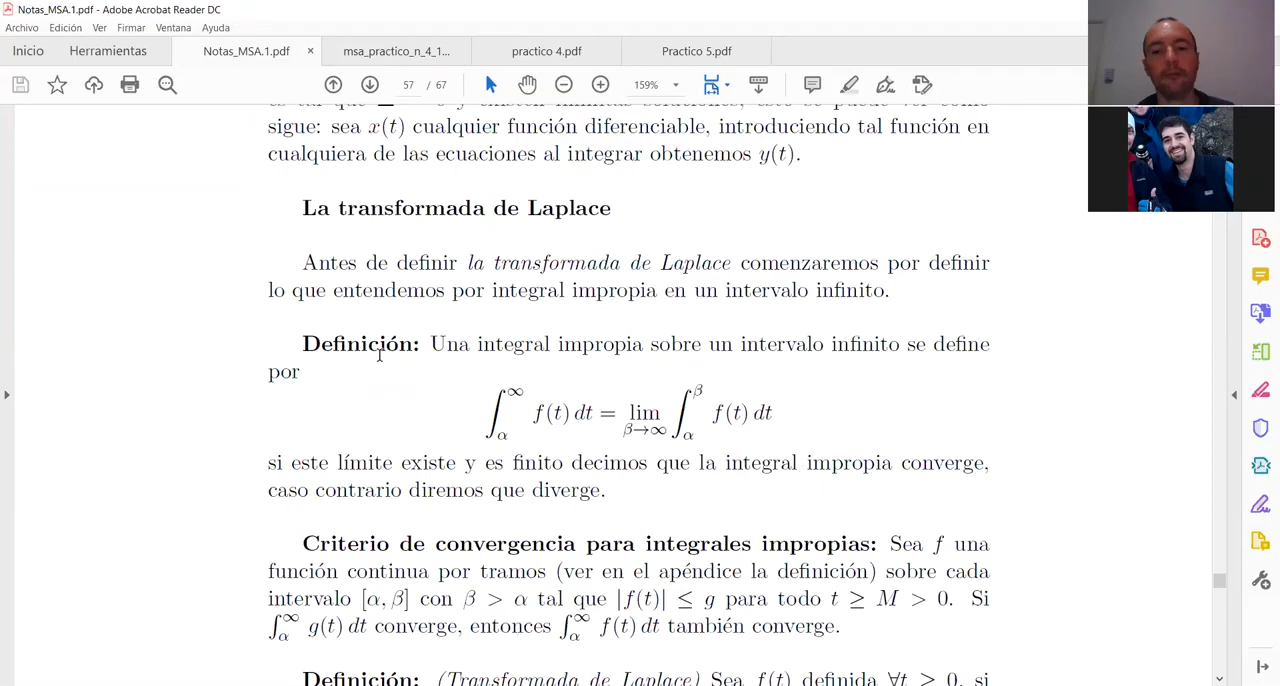 Notas_MSA.1.pdf - Adobe Acrobat Reader DC
Archivo Edición Ver Firmar Ventana Ayuda
Inicio Herramientas Notas_MSA.1.pdf × msa_practico_n_4_1... practico 4.pdf Practico 5.pdf
57 / 67 159%
sigue: sea x(t) cualquier función diferenciable, introduciendo tal función en
cualquiera de las ecuaciones al integrar obtenemos y(t).
La transformada de Laplace
Antes de definir la transformada de Laplace comenzaremos por definir
lo que entendemos por integral impropia en un intervalo infinito.
Definición: Una integral impropia sobre un intervalo infinito se define
por
∫_α^∞ f(t) dt = lim_{β→∞} ∫_α^β f(t) dt
si este límite existe y es finito decimos que la integral impropia converge,
caso contrario diremos que diverge.
Criterio de convergencia para integrales impropias: Sea f una
función continua por tramos (ver en el apéndice la definición) sobre cada
intervalo [α, β] con β > α tal que |f(t)| ≤ g para todo t ≥ M > 0. Si
∫_α^∞ g(t) dt converge, entonces ∫_α^∞ f(t) dt también converge.
Definición: (Transformada de Laplace) Sea f(t) definida ∀t ≥ 0, si